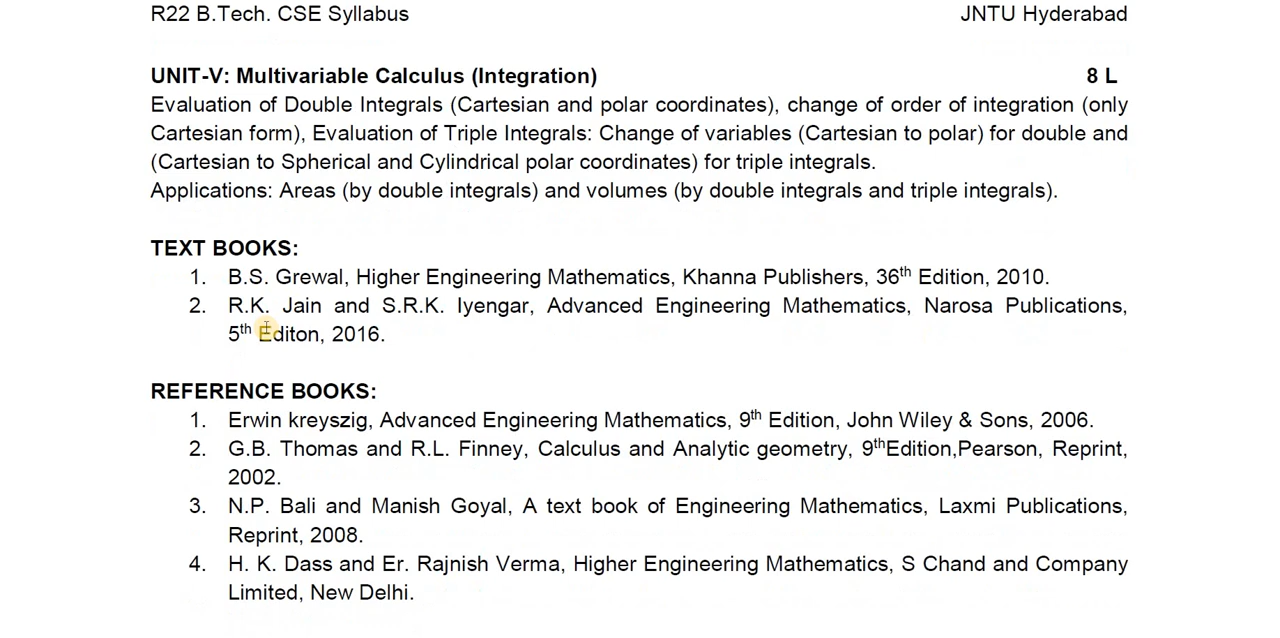 R22 B.Tech. CSE Syllabus JNTU Hyderabad
UNIT-V: Multivariable Calculus (Integration) 8 L
Evaluation of Double Integrals (Cartesian and polar coordinates), change of order of integration (only
Cartesian form), Evaluation of Triple Integrals: Change of variables (Cartesian to polar) for double and
(Cartesian to Spherical and Cylindrical polar coordinates) for triple integrals.
Applications: Areas (by double integrals) and volumes (by double integrals and triple integrals).
TEXT BOOKS:
1. B.S. Grewal, Higher Engineering Mathematics, Khanna Publishers, 36th Edition, 2010.
2. R.K. Jain and S.R.K. Iyengar, Advanced Engineering Mathematics, Narosa Publications,
5th Editon, 2016.
REFERENCE BOOKS:
1. Erwin kreyszig, Advanced Engineering Mathematics, 9th Edition, John Wiley & Sons, 2006.
2. G.B. Thomas and R.L. Finney, Calculus and Analytic geometry, 9thEdition,Pearson, Reprint,
2002.
3. N.P. Bali and Manish Goyal, A text book of Engineering Mathematics, Laxmi Publications,
Reprint, 2008.
4. H. K. Dass and Er. Rajnish Verma, Higher Engineering Mathematics, S Chand and Company
Limited, New Delhi.